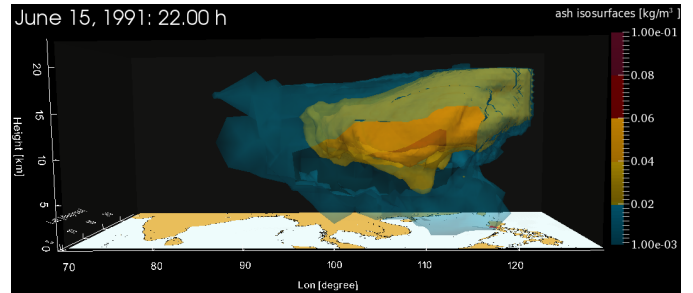 June 15, 1991: 22.00 h
ash isosurfaces [kg/m³]
1.00e-01
0.08
0.06
0.04
0.02
1.00e-03
Height [km]
20
15
10
5
0
70
80
90
100
110
120
Lon [degree]